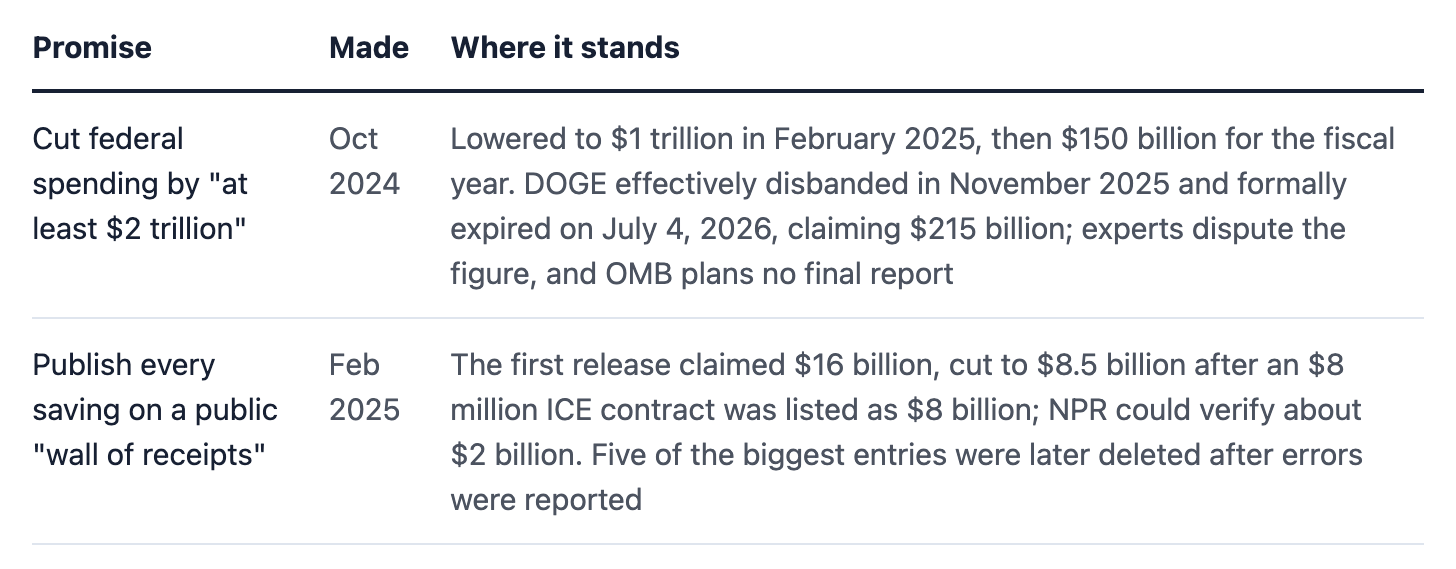 Promise Made Where it stands
Cut federal
spending by "at
least $2 trillion"
Oct
2024
Lowered to $1 trillion in February 2025, then $150 billion for the fiscal
year. DOGE effectively disbanded in November 2025 and formally
expired on July 4, 2026, claiming $215 billion; experts dispute the
figure, and OMB plans no final report
Publish every
saving on a public
"wall of receipts"
Feb
2025
The first release claimed $16 billion, cut to $8.5 billion after an $8
million ICE contract was listed as $8 billion; NPR could verify about
$2 billion. Five of the biggest entries were later deleted after errors
were reported